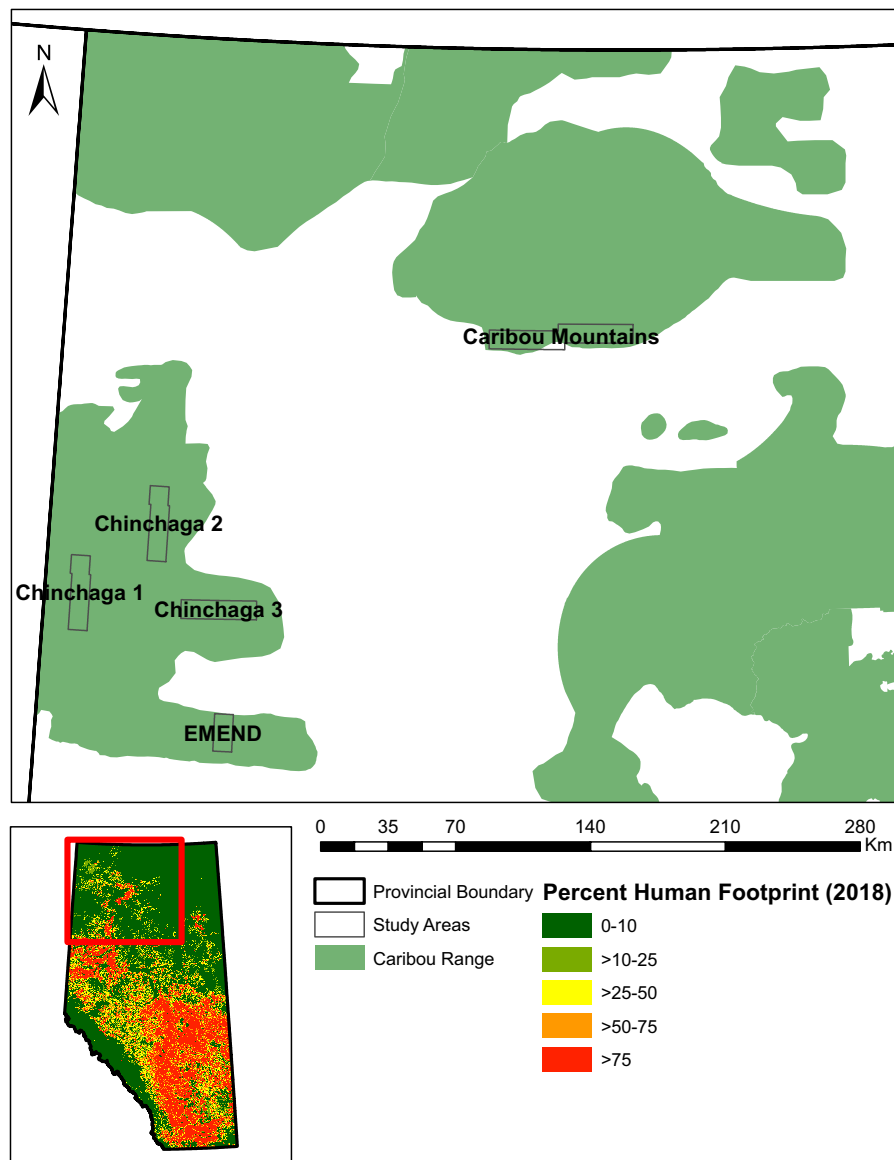 N
Caribou Mountains
Chinchaga 2
Chinchaga 1
Chinchaga 3
EMEND
0 35 70 140 210 280
Km
Provincial Boundary
Study Areas
Caribou Range
Percent Human Footprint (2018)
0-10
>10-25
>25-50
>50-75
>75